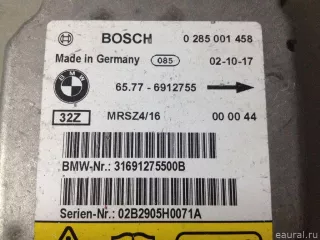 BOSCH 0 285 001 458
Made in Germany 085 02-10-17
BMW 65.77 - 6912755
32Z MRSZ4/16 00 00 44
BMW-Nr.: 31691275500B
Serien-Nr.: 02B2905H0071A
eaural.ru